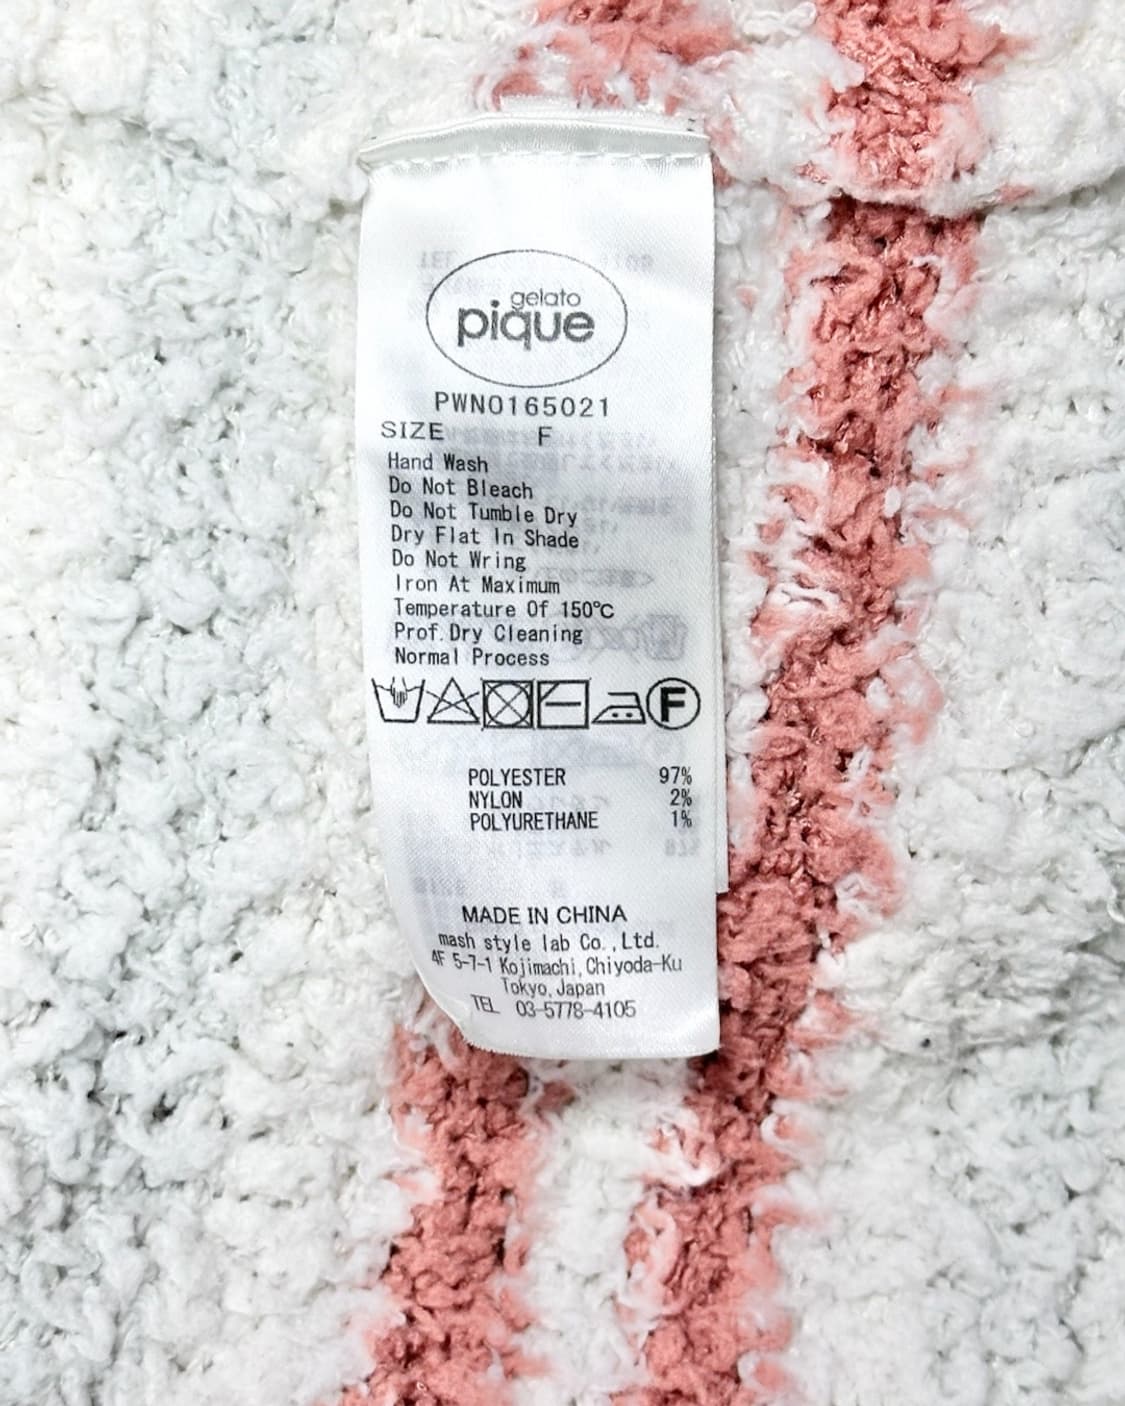 gelato
pique
PWNO165021
SIZE F
Hand Wash
Do Not Bleach
Do Not Tumble Dry
Dry Flat In Shade
Do Not Wring
Iron At Maximum
Temperature Of 150℃
Prof.Dry Cleaning
Normal Process
F
POLYESTER 97%
NYLON 2%
POLYURETHANE 1%
MADE IN CHINA
mash style lab Co.,Ltd.
4F 5-7-1 Kojimachi,Chiyoda-Ku
Tokyo,Japan
TEL 03-5778-4105